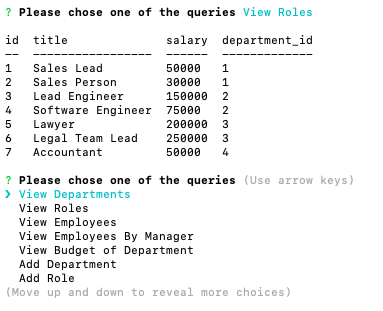 ? Please chose one of the queries View Roles
id  title              salary  department_id
--  -----------------  ------  -------------
1   Sales Lead         50000   1
2   Sales Person       30000   1
3   Lead Engineer      150000  2
4   Software Engineer  75000   2
5   Lawyer             200000  3
6   Legal Team Lead    250000  3
7   Accountant         50000   4
? Please chose one of the queries (Use arrow keys)
❯ View Departments
View Roles
View Employees
View Employees By Manager
View Budget of Department
Add Department
Add Role
(Move up and down to reveal more choices)